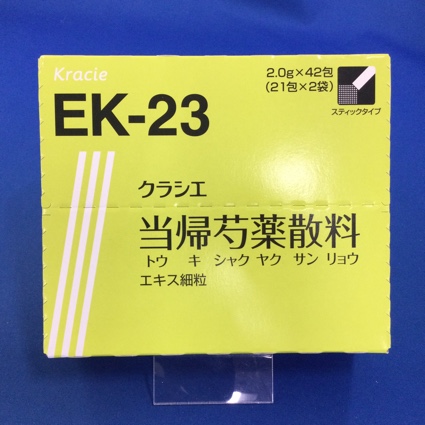 Kracie
2.0g×42包
(21包×2袋)
スティックタイプ
EK-23
クラシエ
当帰芍薬散料
トウ キ シャク ヤク サン リョウ
エキス細粒